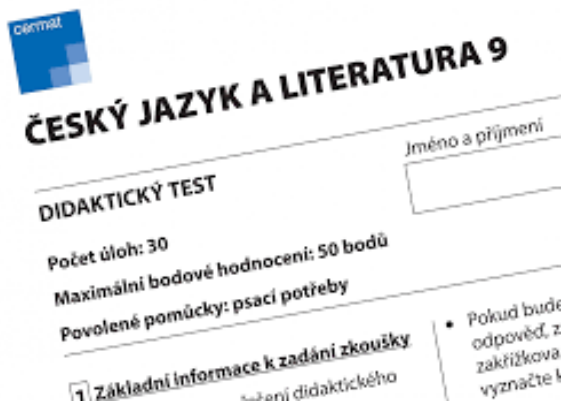 cermat
ČESKÝ JAZYK A LITERATURA 9
Jméno a příjmení
DIDAKTICKÝ TEST
Počet úloh: 30
Maximální bodové hodnocení: 50 bodů
Povolené pomůcky: psací potřeby
1 Základní informace k zadání zkoušky
didaktického
• Pokud bude
odpověď, z
zakřížkova
vyznačte k